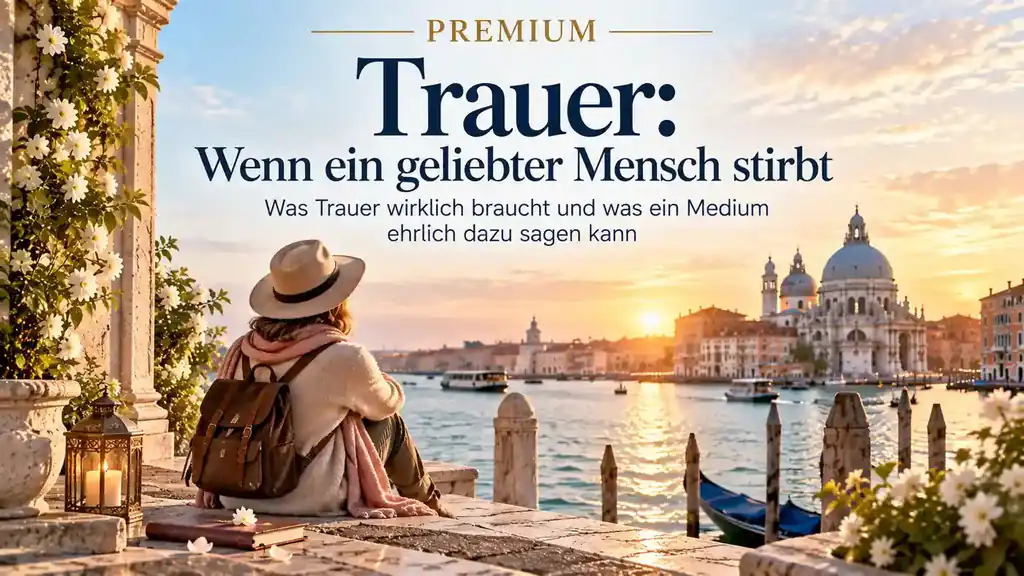 PREMIUM
Trauer:
Wenn ein geliebter Mensch stirbt
Was Trauer wirklich braucht und was ein Medium
ehrlich dazu sagen kann